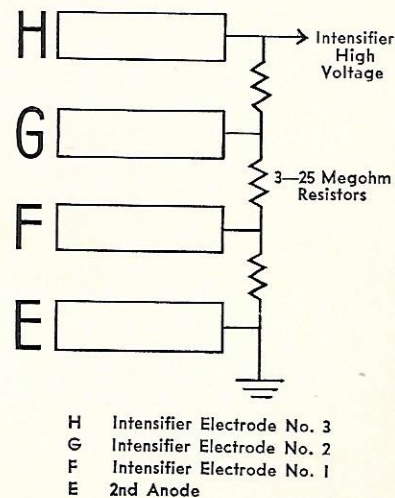 H
Intensifier
High
Voltage
G
3—25 Megohm
Resistors
F
E
H Intensifier Electrode No. 3
G Intensifier Electrode No. 2
F Intensifier Electrode No. 1
E 2nd Anode